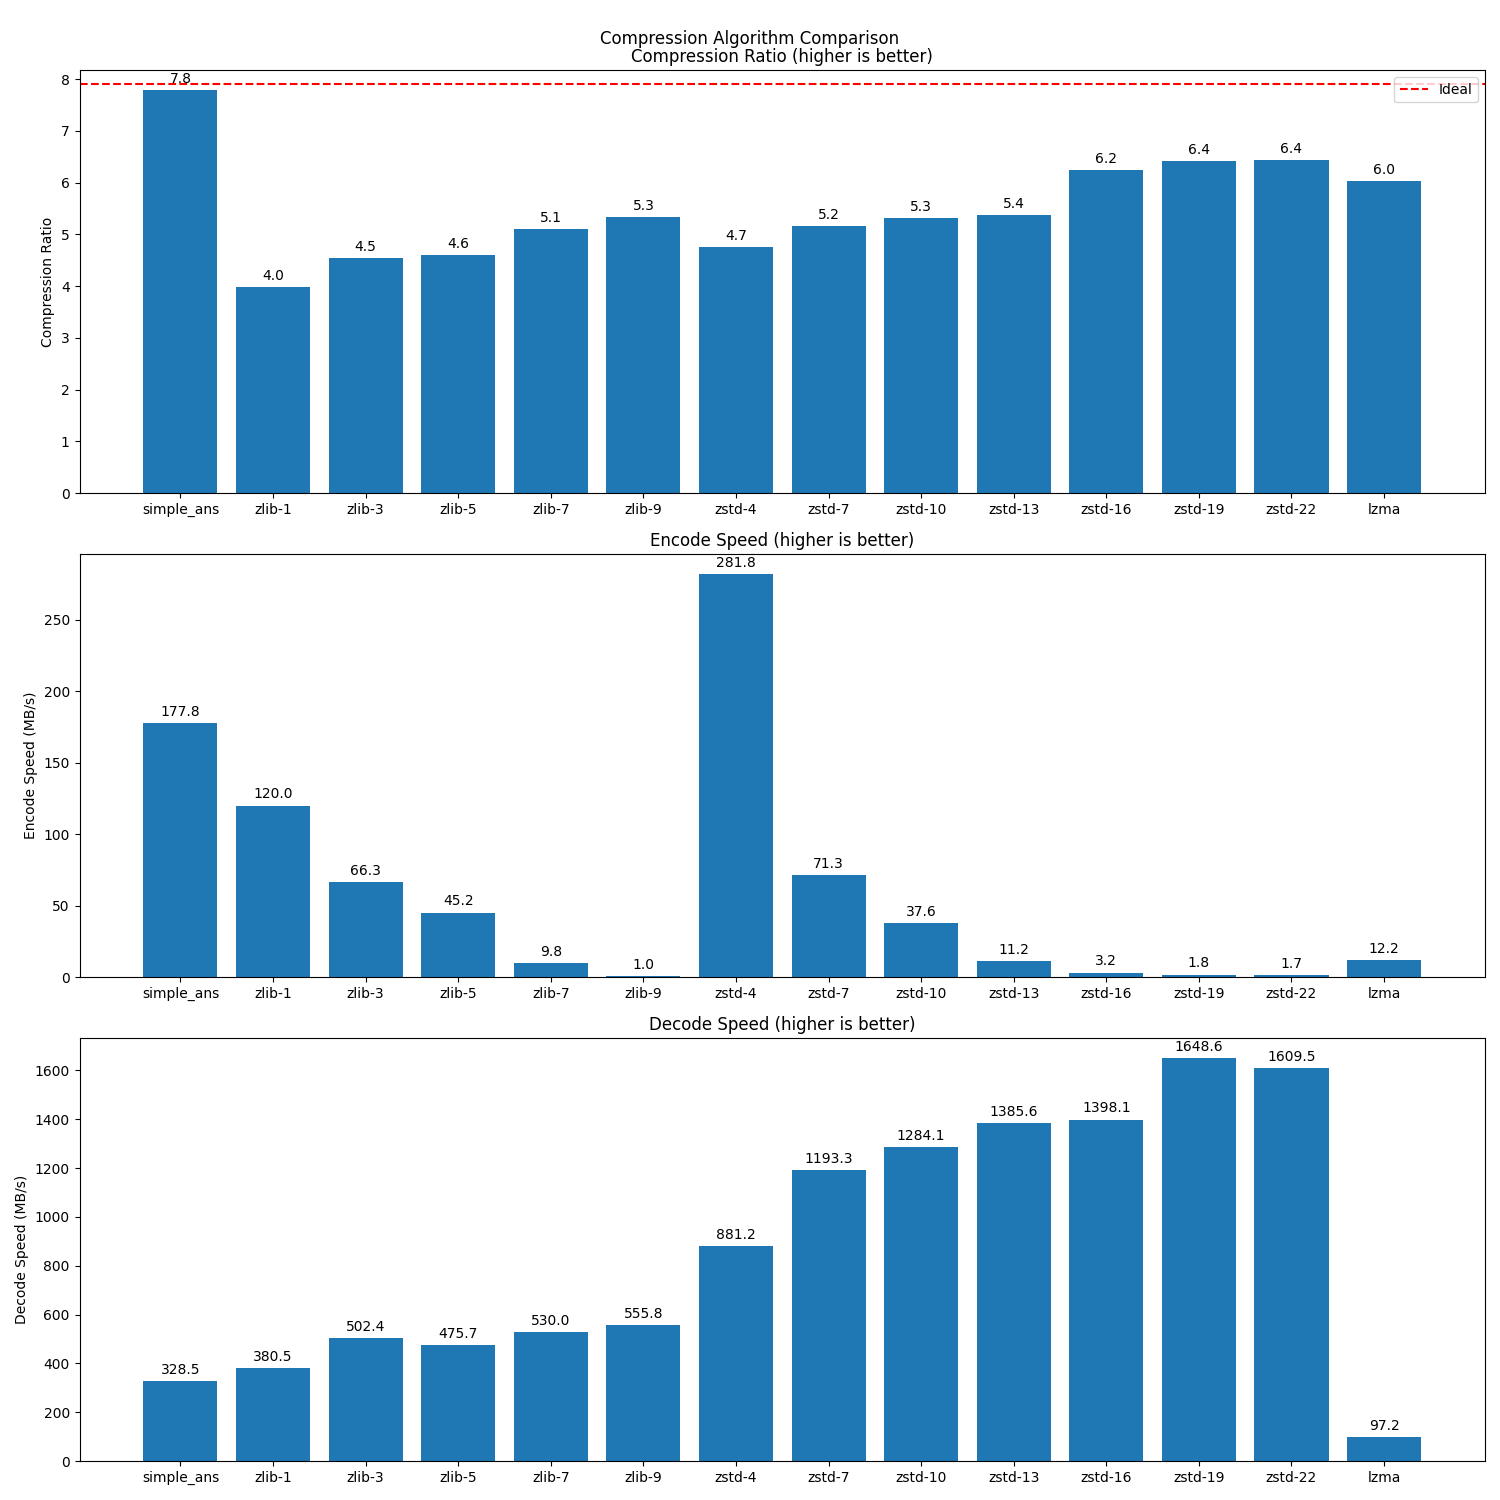 Compression Algorithm Comparison
Compression Ratio (higher is better)
Compression Ratio
8
7
6
5
4
3
2
1
0
Ideal
7.8
4.0
4.5
4.6
5.1
5.3
4.7
5.2
5.3
5.4
6.2
6.4
6.4
6.0
simple_ans
zlib-1
zlib-3
zlib-5
zlib-7
zlib-9
zstd-4
zstd-7
zstd-10
zstd-13
zstd-16
zstd-19
zstd-22
lzma
Encode Speed (higher is better)
Encode Speed (MB/s)
250
200
150
100
50
0
177.8
120.0
66.3
45.2
9.8
1.0
281.8
71.3
37.6
11.2
3.2
1.8
1.7
12.2
simple_ans
zlib-1
zlib-3
zlib-5
zlib-7
zlib-9
zstd-4
zstd-7
zstd-10
zstd-13
zstd-16
zstd-19
zstd-22
lzma
Decode Speed (higher is better)
Decode Speed (MB/s)
1600
1400
1200
1000
800
600
400
200
0
328.5
380.5
502.4
475.7
530.0
555.8
881.2
1193.3
1284.1
1385.6
1398.1
1648.6
1609.5
97.2
simple_ans
zlib-1
zlib-3
zlib-5
zlib-7
zlib-9
zstd-4
zstd-7
zstd-10
zstd-13
zstd-16
zstd-19
zstd-22
lzma